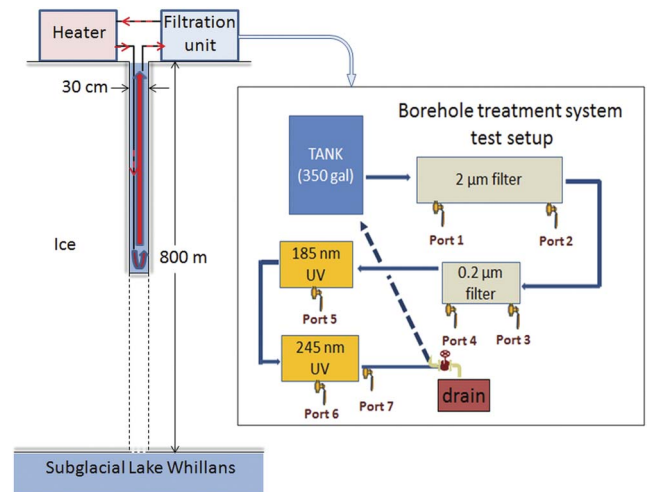 Heater
Filtration
unit
30 cm
Ice
800 m
Subglacial Lake Whillans
Borehole treatment system
test setup
TANK
(350 gal)
2 µm filter
Port 1
Port 2
185 nm
UV
Port 5
0.2 µm
filter
Port 4
Port 3
245 nm
UV
Port 6
Port 7
drain